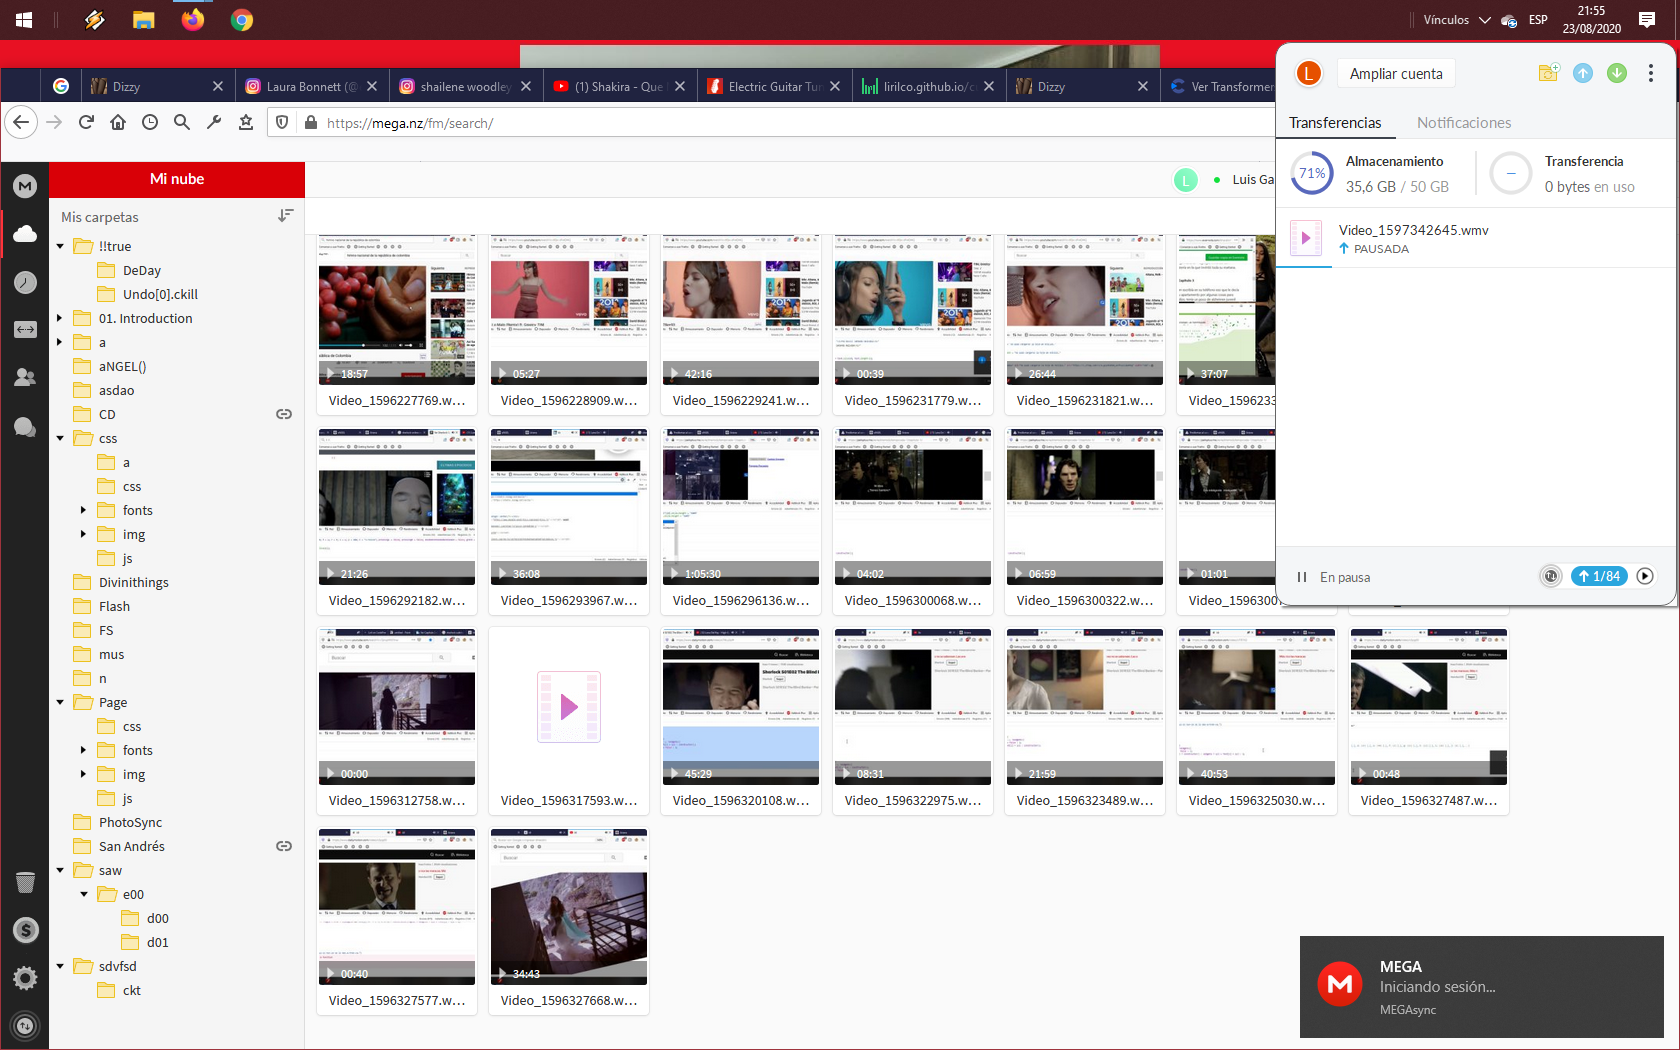 Vínculos
ESP
21:55
23/08/2020
Dizzy
Laura Bonnett (@
shailene woodley
(1) Shakira - Que
Electric Guitar Tun
lirilco.github.io/c
Dizzy
Ver Transformer
https://mega.nz/fm/search/
L
Ampliar cuenta
Transferencias
Notificaciones
71%
Almacenamiento
35,6 GB / 50 GB
–
Transferencia
0 bytes en uso
Video_1597342645.wmv
PAUSADA
En pausa
1/84
Mi nube
L
Luis Ga
Mis carpetas
!!true
DeDay
Undo[0].ckill
01. Introduction
a
aNGEL()
asdao
CD
css
a
css
fonts
img
js
Divinithings
Flash
FS
mus
n
Page
css
fonts
img
js
PhotoSync
San Andrés
saw
e00
d00
d01
sdvfsd
ckt
18:57
05:27
42:16
00:39
26:44
37:07
Video_1596227769.w...
Video_1596228909.w...
Video_1596229241.w...
Video_1596231779.w...
Video_1596231821.w...
Video_159623
21:26
36:08
1:05:30
04:02
06:59
01:01
Video_1596292182.w...
Video_1596293967.w...
Video_1596296136.w...
Video_1596300068.w...
Video_1596300322.w...
Video_159630
00:00
45:29
08:31
21:59
40:53
00:48
Video_1596312758.w...
Video_1596317593.w...
Video_1596320108.w...
Video_1596322975.w...
Video_1596323489.w...
Video_1596325030.w...
Video_1596327487.w...
00:40
34:43
Video_1596327577.w...
Video_1596327668.w...
MEGA
Iniciando sesión...
MEGAsync